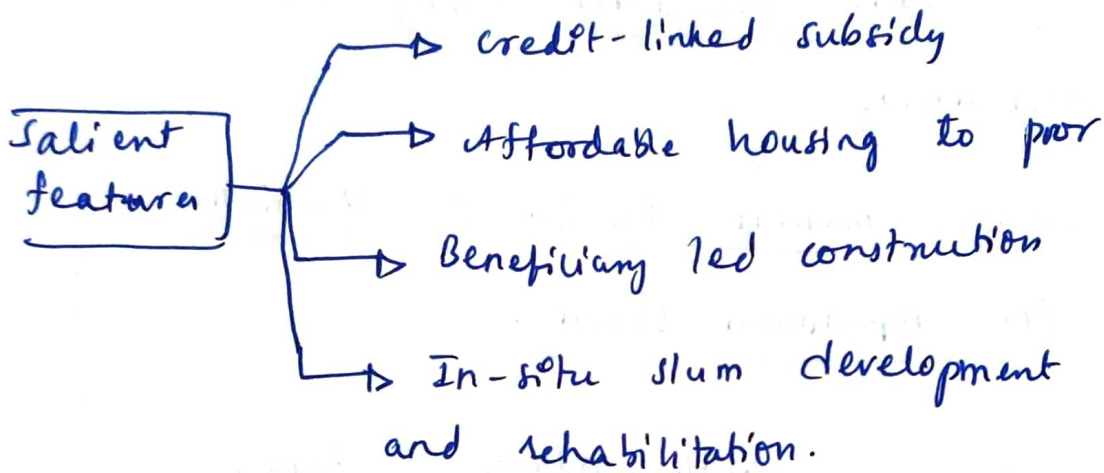 Salient
features
credit-linked subsidy
Affordable housing to poor
Beneficiary led construction
In-situ slum development
and rehabilitation.